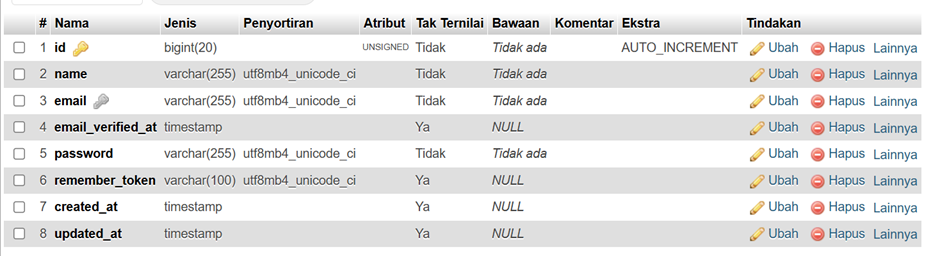 # Nama Jenis Penyortiran Atribut Tak Ternilai Bawaan Komentar Ekstra Tindakan
1 id bigint(20) UNSIGNED Tidak Tidak ada AUTO_INCREMENT Ubah Hapus Lainnya
2 name varchar(255) utf8mb4_unicode_ci Tidak Tidak ada Ubah Hapus Lainnya
3 email varchar(255) utf8mb4_unicode_ci Tidak Tidak ada Ubah Hapus Lainnya
4 email_verified_at timestamp Ya NULL Ubah Hapus Lainnya
5 password varchar(255) utf8mb4_unicode_ci Tidak Tidak ada Ubah Hapus Lainnya
6 remember_token varchar(100) utf8mb4_unicode_ci Ya NULL Ubah Hapus Lainnya
7 created_at timestamp Ya NULL Ubah Hapus Lainnya
8 updated_at timestamp Ya NULL Ubah Hapus Lainnya